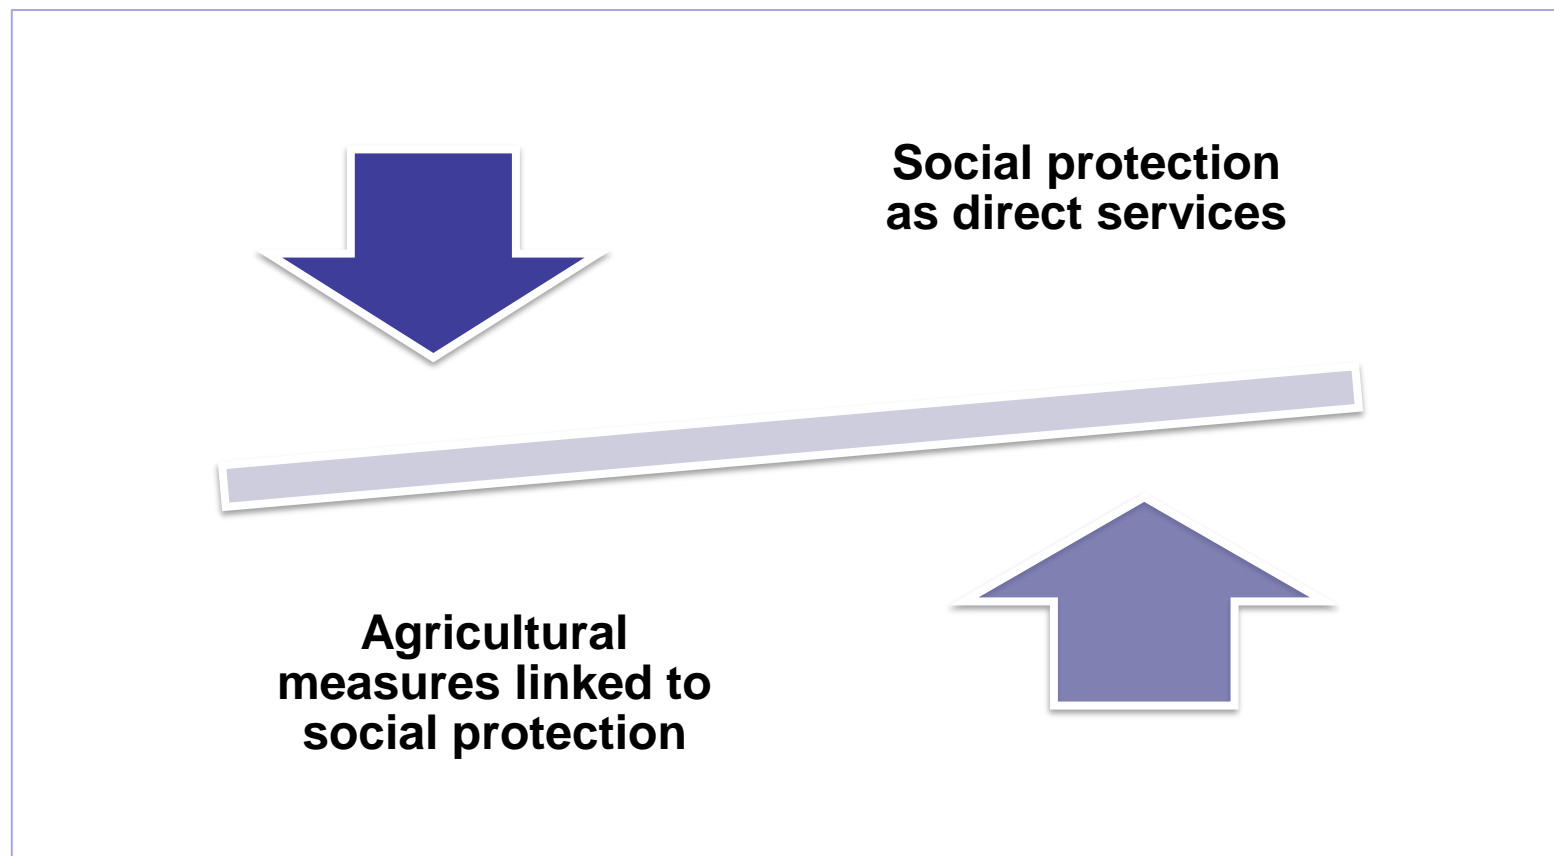 Social protection
as direct services
Agricultural
measures linked to
social protection